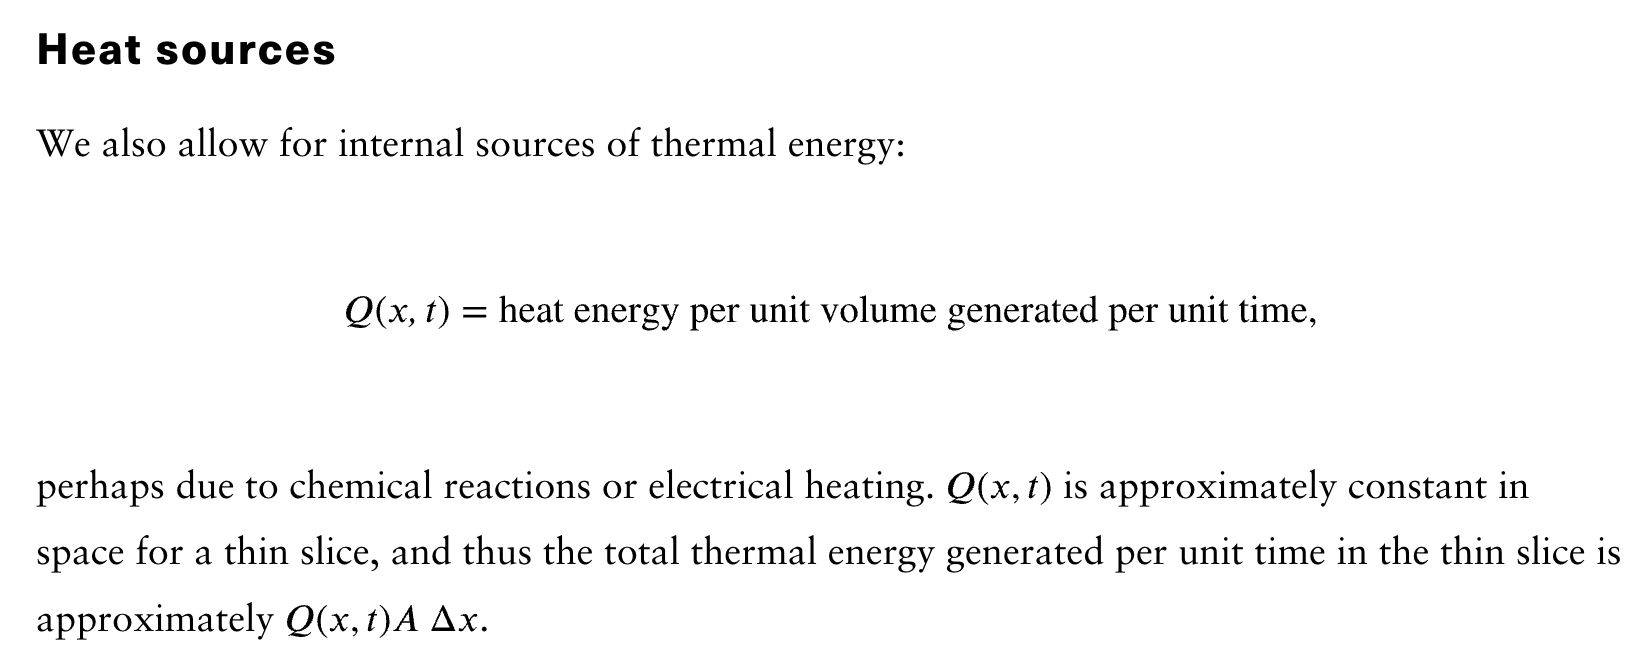 Heat sources
We also allow for internal sources of thermal energy:
Q(x, t) = heat energy per unit volume generated per unit time,
perhaps due to chemical reactions or electrical heating. Q(x, t) is approximately constant in
space for a thin slice, and thus the total thermal energy generated per unit time in the thin slice is
approximately Q(x, t)A Δx.